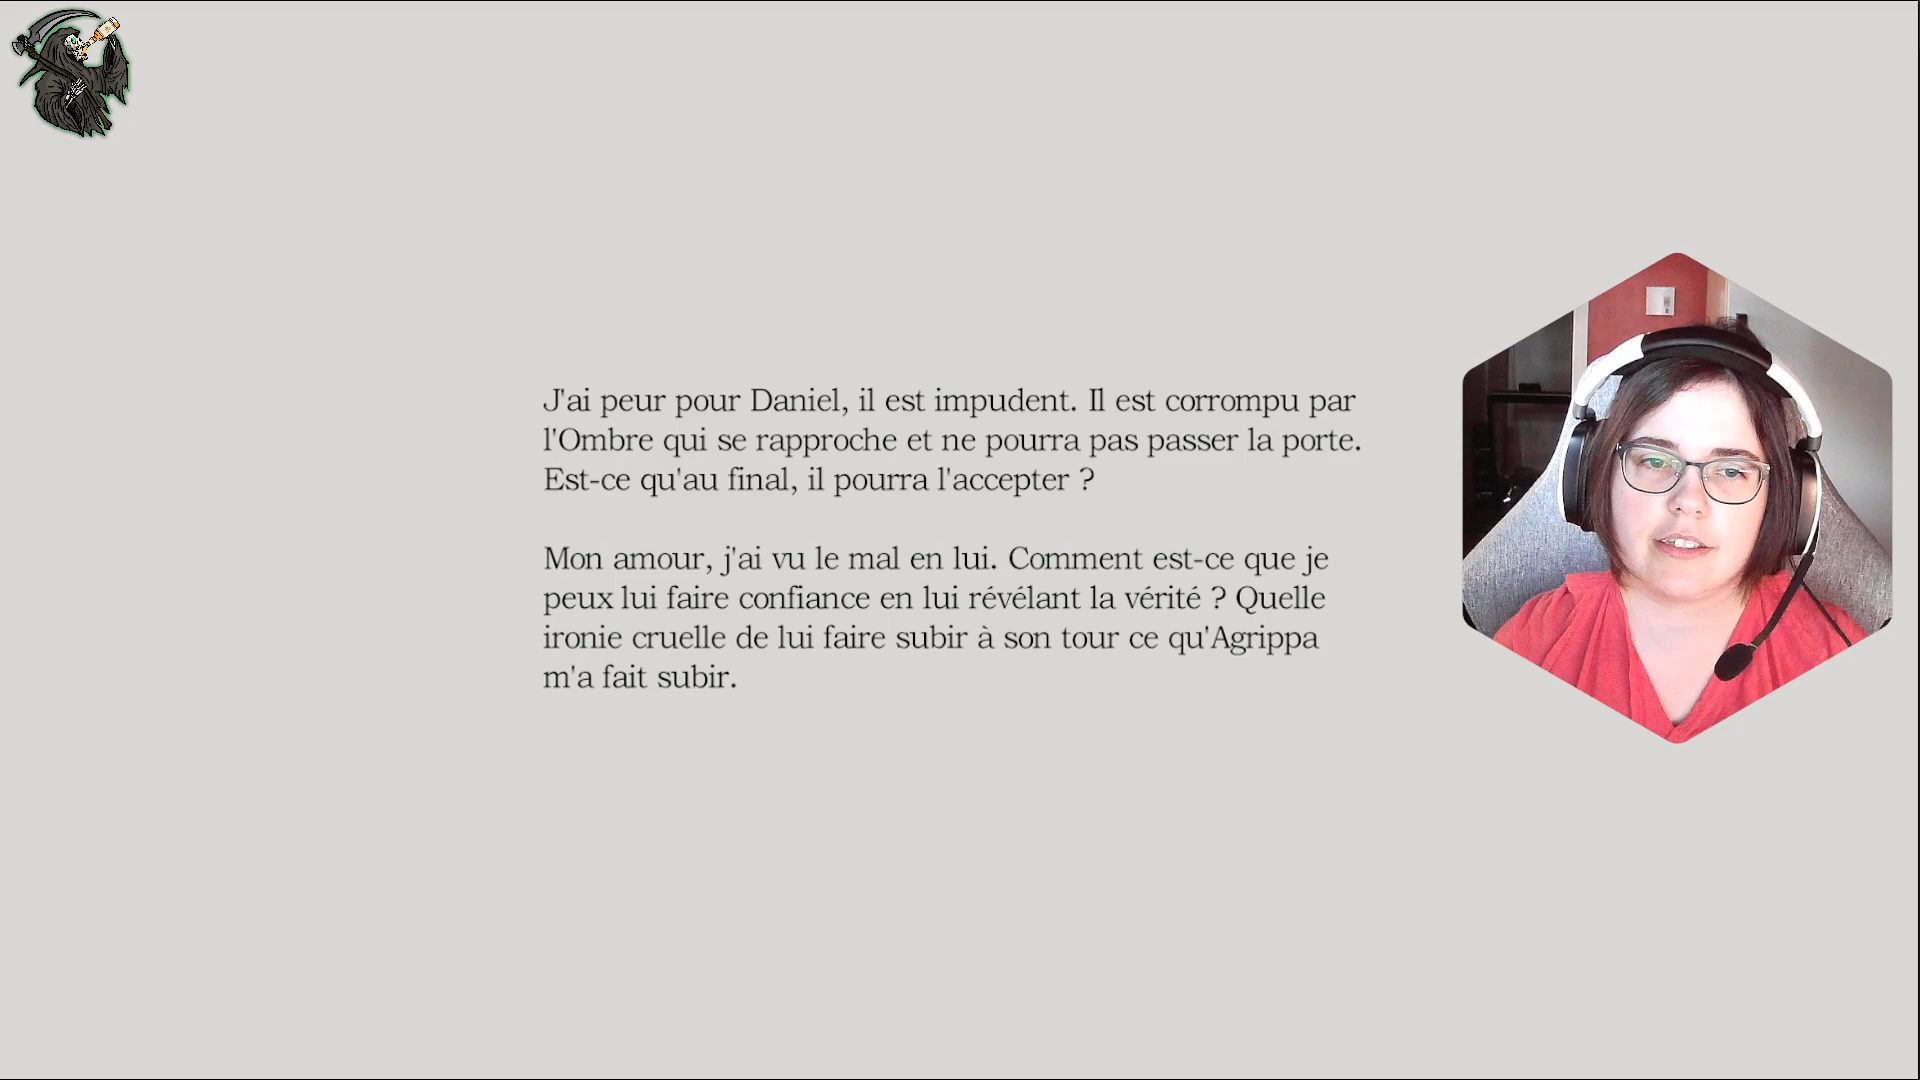 J'ai peur pour Daniel, il est impudent. Il est corrompu par
l'Ombre qui se rapproche et ne pourra pas passer la porte.
Est-ce qu'au final, il pourra l'accepter ?
Mon amour, j'ai vu le mal en lui. Comment est-ce que je
peux lui faire confiance en lui révélant la vérité ? Quelle
ironie cruelle de lui faire subir à son tour ce qu'Agrippa
m'a fait subir.